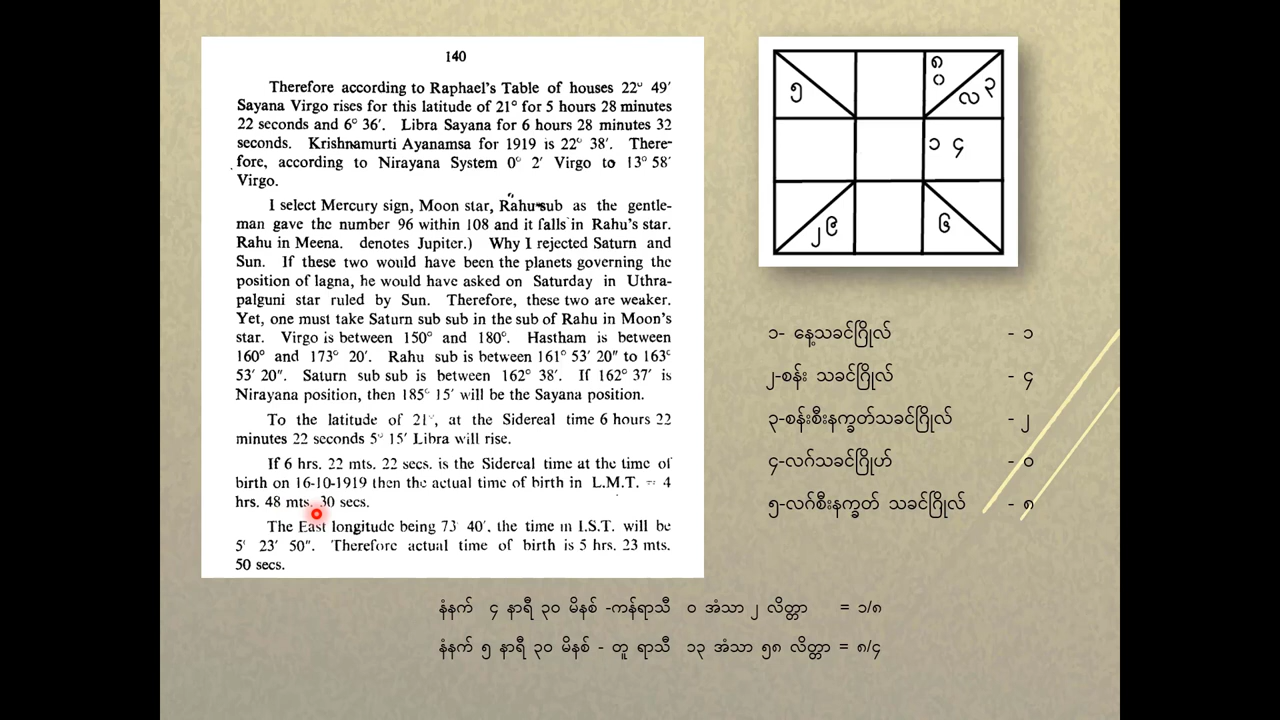 140
Therefore according to Raphael's Table of houses 22° 49′
Sayana Virgo rises for this latitude of 21° for 5 hours 28 minutes
22 seconds and 6° 36′. Libra Sayana for 6 hours 28 minutes 32
seconds. Krishnamurti Ayanamsa for 1919 is 22° 38′. There-
fore, according to Nirayana System 0° 2′ Virgo to 13° 58′
Virgo.
I select Mercury sign, Moon star, Rahu sub as the gentle-
man gave the number 96 within 108 and it falls in Rahu's star.
Rahu in Meena. denotes Jupiter.) Why I rejected Saturn and
Sun. If these two would have been the planets governing the
position of lagna, he would have asked on Saturday in Uthra-
palguni star ruled by Sun. Therefore, these two are weaker.
Yet, one must take Saturn sub sub in the sub of Rahu in Moon's
star. Virgo is between 150° and 180°. Hastham is between
160° and 173° 20′. Rahu sub is between 161° 53′ 20″ to 163°
53′ 20″. Saturn sub sub is between 162° 38′. If 162° 37′ is
Nirayana position, then 185° 15′ will be the Sayana position.
To the latitude of 21°, at the Sidereal time 6 hours 22
minutes 22 seconds 5° 15′ Libra will rise.
If 6 hrs. 22 mts. 22 secs. is the Sidereal time at the time of
birth on 16-10-1919 then the actual time of birth in L.M.T. = 4
hrs. 48 mts. 30 secs.
The East longitude being 73 40′. the time in I.S.T. will be
5′ 23′ 50″. Therefore actual time of birth is 5 hrs. 23 mts.
50 secs.
၅
၈
၀
လ ၃
၁ ၄
၂၉
၆
၁- နေ့သခင်ဂြိုလ် - ၁
၂-စန်း သခင်ဂြိုလ် - ၄
၃-စန်းစီးနက္ခတ်သခင်ဂြိုလ် - ၂
၄-လဂ်သခင်ဂြိုဟ် - ၀
၅-လဂ်စီးနက္ခတ် သခင်ဂြိုလ် - ၈
နံနက် ၄ နာရီ ၃၀ မိနစ် -ကန်ရာသီ ၀ အံသာ ၂ လိတ္တာ = ၁/၈
နံနက် ၅ နာရီ ၃၀ မိနစ် - တူ ရာသီ ၁၃ အံသာ ၅၈ လိတ္တာ = ၈/၄